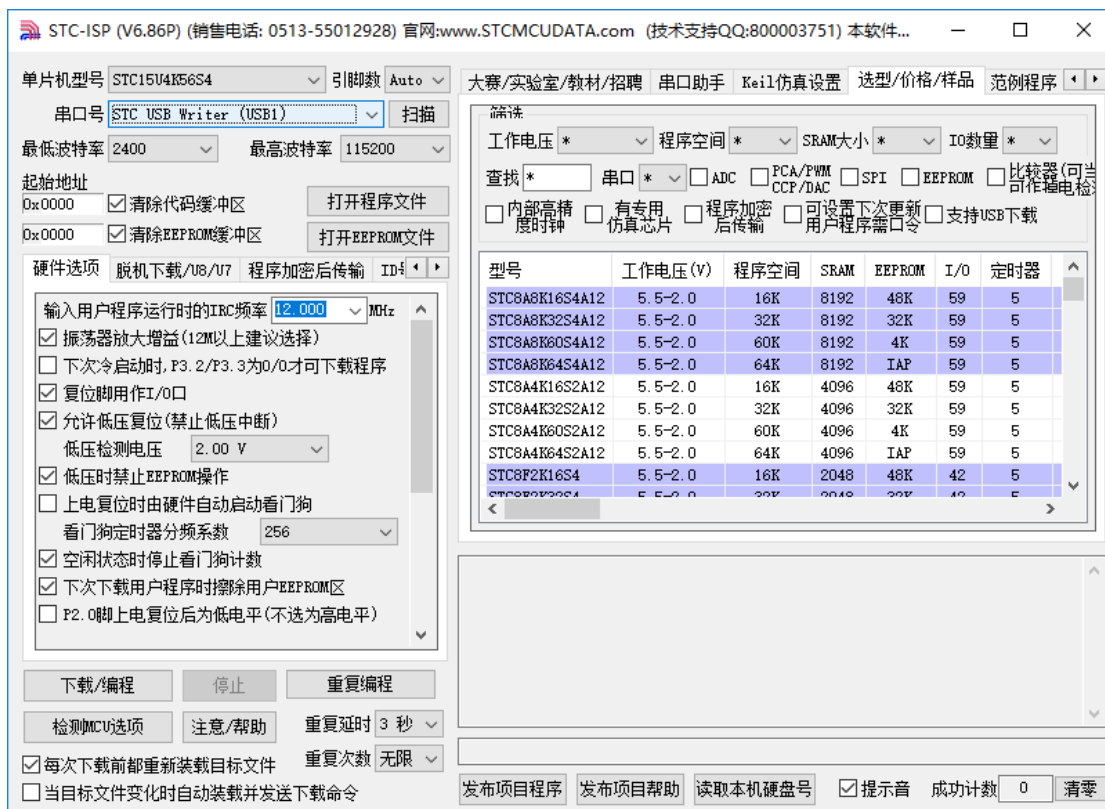 STC-ISP (V6.86P) (销售电话: 0513-55012928) 官网:www.STCMCUDATA.com (技术支持QQ:800003751) 本软件...
单片机型号 STC15U4K56S4 引脚数 Auto
串口号 STC USB Writer (USB1) 扫描
最低波特率 2400 最高波特率 115200
起始地址
0x0000 清除代码缓冲区 打开程序文件
0x0000 清除EEPROM缓冲区 打开EEPROM文件
硬件选项 脱机下载/U8/U7 程序加密后传输
输入用户程序运行时的IRC频率 12.000 MHz
振荡器放大增益(12M以上建议选择)
下次冷启动时,P3.2/P3.3为0/0才可下载程序
复位脚用作I/O口
允许低压复位(禁止低压中断)
低压检测电压 2.00 V
低压时禁止EEPROM操作
上电复位时由硬件自动启动看门狗
看门狗定时器分频系数 256
空闲状态时停止看门狗计数
下次下载用户程序时擦除用户EEPROM区
P2.0脚上电复位后为低电平(不选为高电平)
下载/编程 停止 重复编程
检测MCU选项 注意/帮助 重复延时 3 秒
重复次数 无限
每次下载前都重新装载目标文件
当目标文件变化时自动装载并发送下载命令
大赛/实验室/教材/招聘 串口助手 Keil仿真设置 选型/价格/样品 范例程序
筛选
工作电压 * 程序空间 * SRAM大小 * IO数量 *
查找 * 串口 * ADC PCA/PWM CCP/DAC SPI EEPROM 比较器(可当 可作掉电检测
内部高精度时钟 有专用仿真芯片 程序加密后传输 可设置下次更新用户程序需口令 支持USB下载
型号 工作电压(V) 程序空间 SRAM EEPROM I/O 定时器
STC8A8K16S4A12 5.5-2.0 16K 8192 48K 59 5
STC8A8K32S4A12 5.5-2.0 32K 8192 32K 59 5
STC8A8K60S4A12 5.5-2.0 60K 8192 4K 59 5
STC8A8K64S4A12 5.5-2.0 64K 8192 IAP 59 5
STC8A4K16S2A12 5.5-2.0 16K 4096 48K 59 5
STC8A4K32S2A12 5.5-2.0 32K 4096 32K 59 5
STC8A4K60S2A12 5.5-2.0 60K 4096 4K 59 5
STC8A4K64S2A12 5.5-2.0 64K 4096 IAP 59 5
STC8F2K16S4 5.5-2.0 16K 2048 48K 42 5
STC8F2K32S4 5.5-2.0 32K 2048 32K 42 5
发布项目程序 发布项目帮助 读取本机硬盘号 提示音 成功计数 0 清零